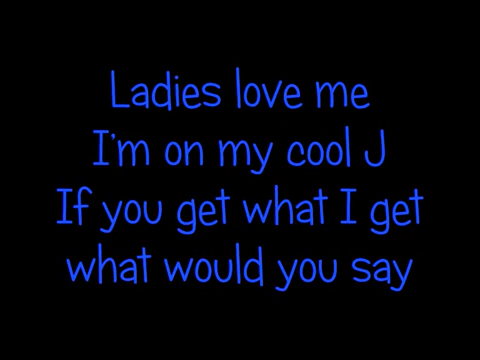 Ladies love me
I'm on my cool J
If you get what I get
what would you say